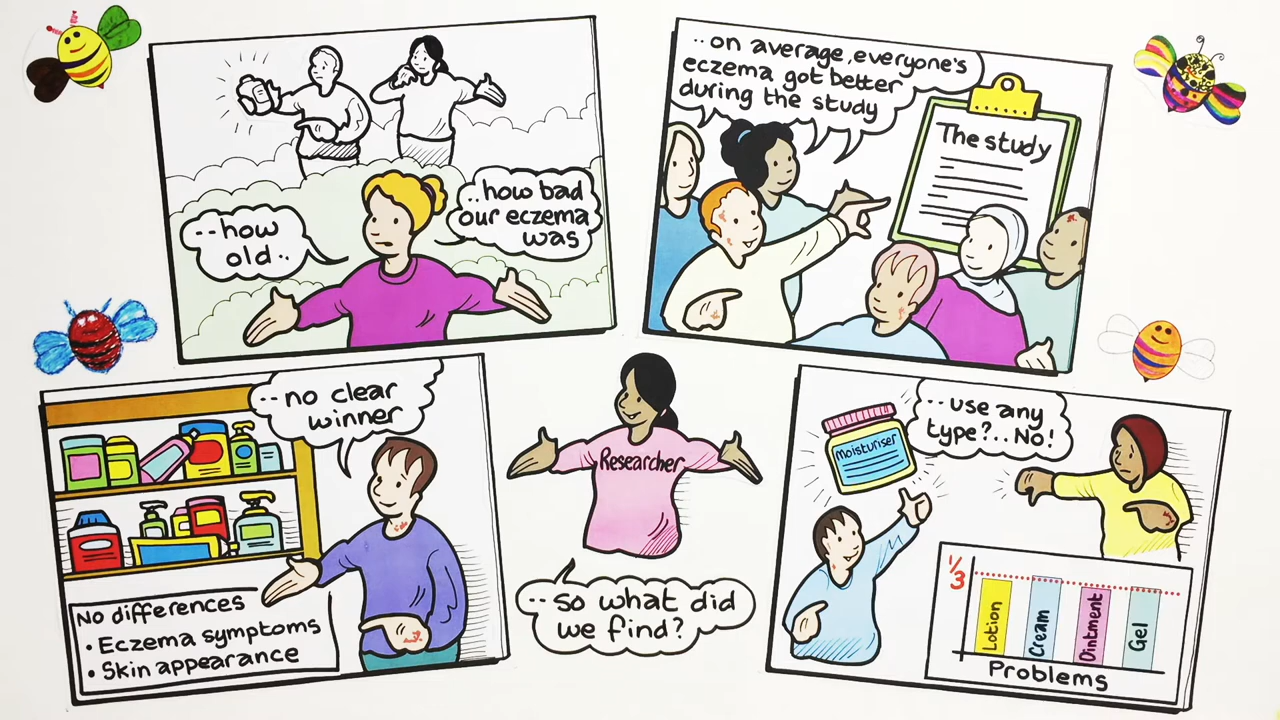 --how
old..
..how bad
our eczema
was
..on average, everyone's
eczema got better
during the study
The study
--no clear
winner
No differences
• Eczema symptoms
• Skin appearance
Researcher
--so what did
we find?
Moisturiser
..use any
type?..No!
1/3
Lotion
Cream
Ointment
Gel
Problems